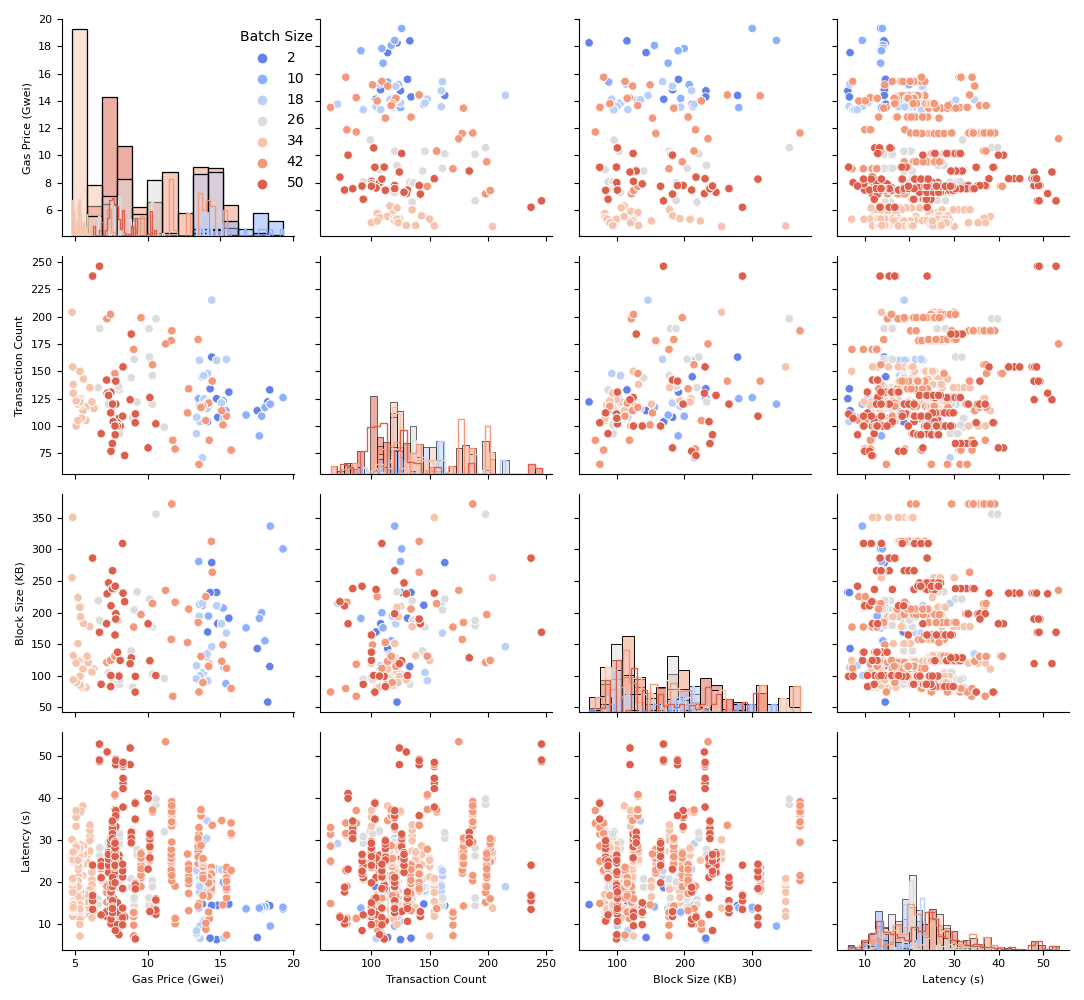 Batch Size
2
10
18
26
34
42
50
Gas Price (Gwei)
20
18
16
14
12
10
8
6
Transaction Count
250
225
200
175
150
125
100
75
Block Size (KB)
350
300
250
200
150
100
50
Latency (s)
50
40
30
20
10
5 10 15 20
Gas Price (Gwei)
100 150 200 250
Transaction Count
100 200 300
Block Size (KB)
10 20 30 40 50
Latency (s)